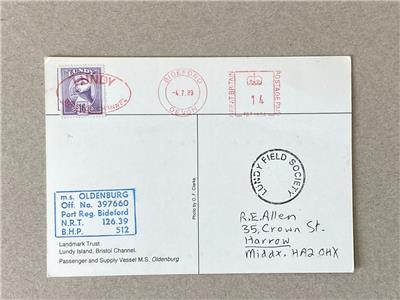 LUNDY
LUNDY
16
BIDEFORD
-4.7.89
DEVON
GREAT BRITAIN
14
POSTAGE PAID
LUNDY FIELD SOCIETY
m.s. OLDENBURG
Off. No. 397660
Port Reg. Bideford
N.R.T. 126.39
B.H.P. 512
Landmark Trust
Lundy Island, Bristol Channel.
Passenger and Supply Vessel M.S. Oldenburg
Photo by O.F. Clarke.
R.E. Allen
35, Crown St.
Harrow
Middx. HA2 0HX